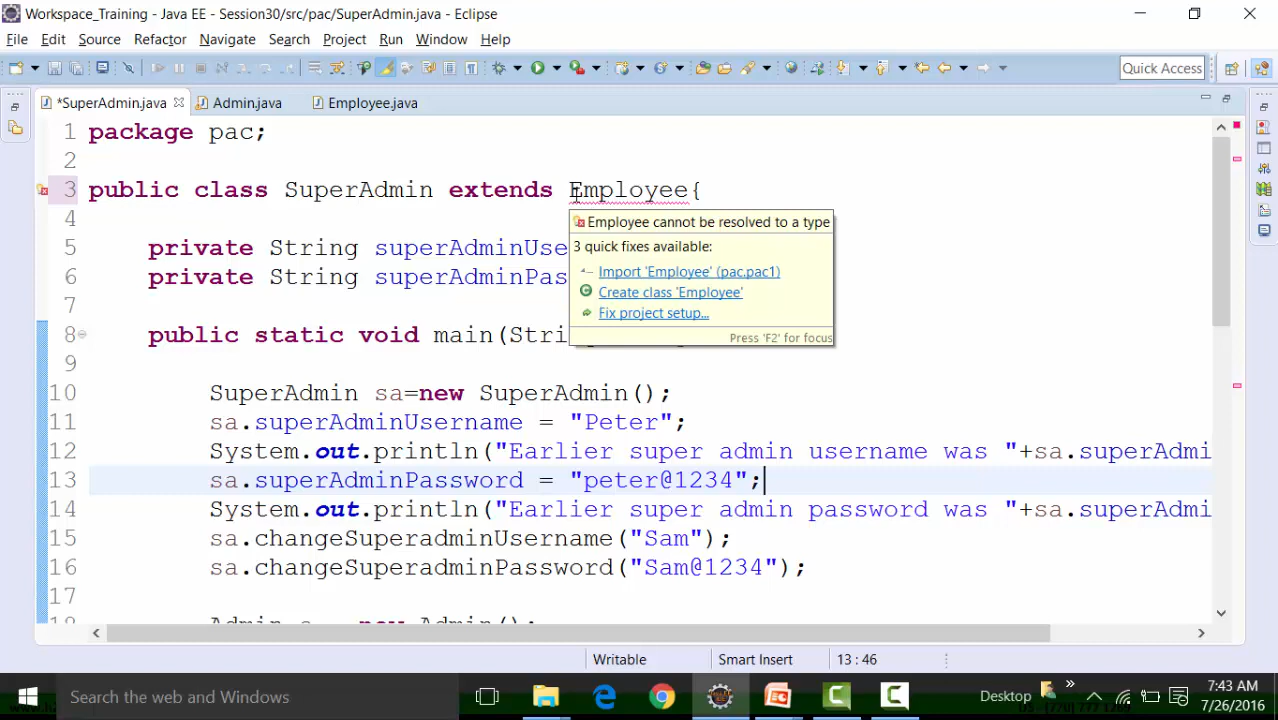 Workspace_Training - Java EE - Session30/src/pac/SuperAdmin.java - Eclipse
File Edit Source Refactor Navigate Search Project Run Window Help
Quick Access
*SuperAdmin.java Admin.java Employee.java
1 package pac;
2
3 public class SuperAdmin extends Employee{
4
Employee cannot be resolved to a type
5 private String superAdminUse
3 quick fixes available:
Import 'Employee' (pac.pac1)
6 private String superAdminPas
Create class 'Employee'
7
Fix project setup...
8 public static void main(Stri
Press 'F2' for focus
9
10 SuperAdmin sa=new SuperAdmin();
11 sa.superAdminUsername = "Peter";
12 System.out.println("Earlier super admin username was "+sa.superAdmi
13 sa.superAdminPassword = "peter@1234";
14 System.out.println("Earlier super admin password was "+sa.superAdmi
15 sa.changeSuperadminUsername("Sam");
16 sa.changeSuperadminPassword("Sam@1234");
17
Writable Smart Insert 13 : 46
Search the web and Windows
Desktop
7:43 AM
7/26/2016